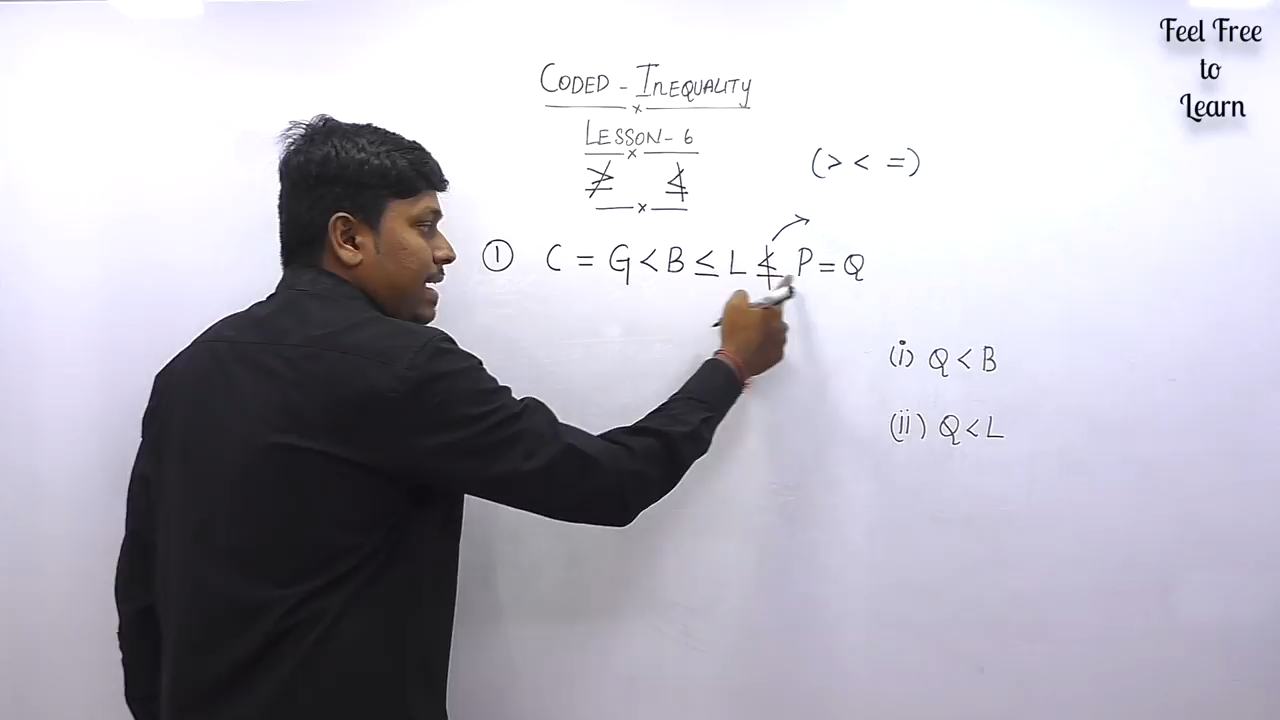 Feel Free
to
Learn
CODED - INEQUALITY
LESSON - 6
≱ ≰
(> < =)
① C = G < B ≤ L ≰ P = Q
(i) Q < B
(ii) Q < L